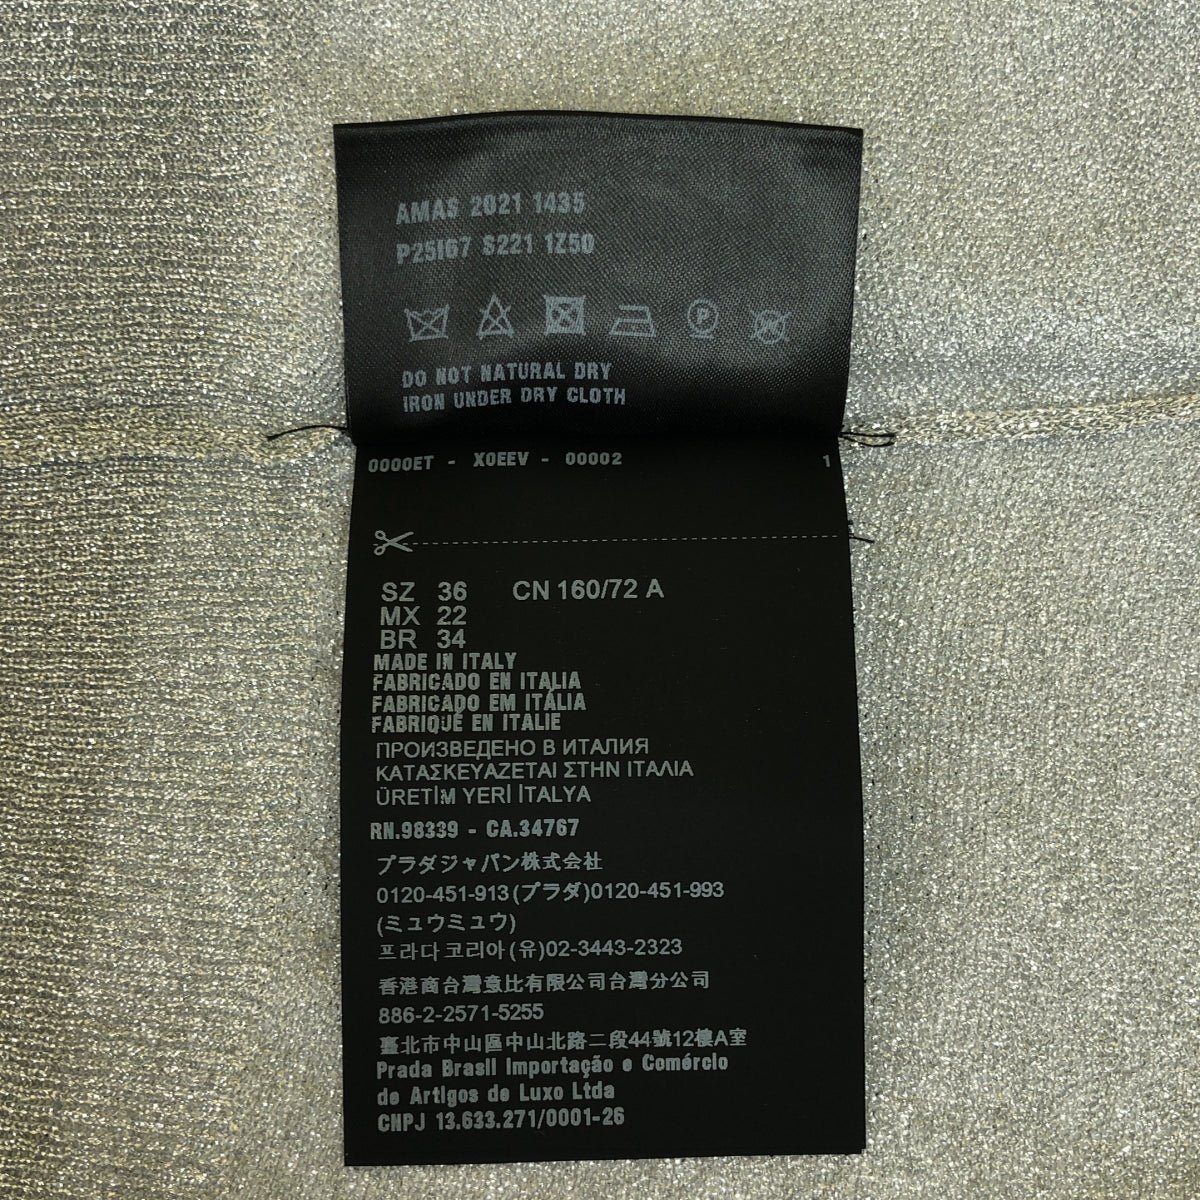 AMAS 2021 1435
P25I67 S221 1Z50
P
DO NOT NATURAL DRY
IRON UNDER DRY CLOTH
0000ET - X0EEV - 00002 1
SZ 36 CN 160/72 A
MX 22
BR 34
MADE IN ITALY
FABRICADO EN ITALIA
FABRICADO EM ITÁLIA
FABRIQUÉ EN ITALIE
ПРОИЗВЕДЕНО В ИТАЛИЯ
ΚΑΤΑΣΚΕΥΑΖΕΤΑΙ ΣΤΗΝ ΙΤΑΛΙΑ
ÜRETİM YERİ İTALYA
RN.98339 - CA.34767
プラダジャパン株式会社
0120-451-913(プラダ)0120-451-993
(ミュウミュウ)
프라다코리아(유)02-3443-2323
香港商台灣意比有限公司台灣分公司
886-2-2571-5255
臺北市中山區中山北路二段44號12樓A室
Prada Brasil Importação e Comércio
de Artigos de Luxo Ltda
CNPJ 13.633.271/0001-26